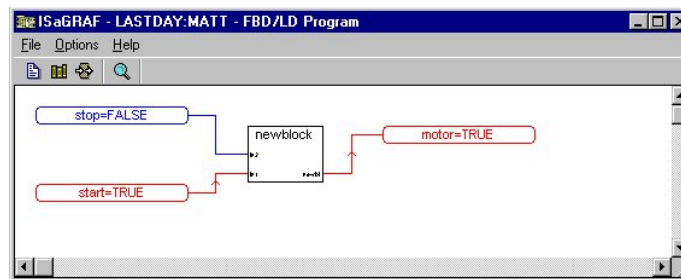 ISaGRAF - LASTDAY:MATT - FBD/LD Program
File Options Help
stop=FALSE
newblock
motor=TRUE
start=TRUE